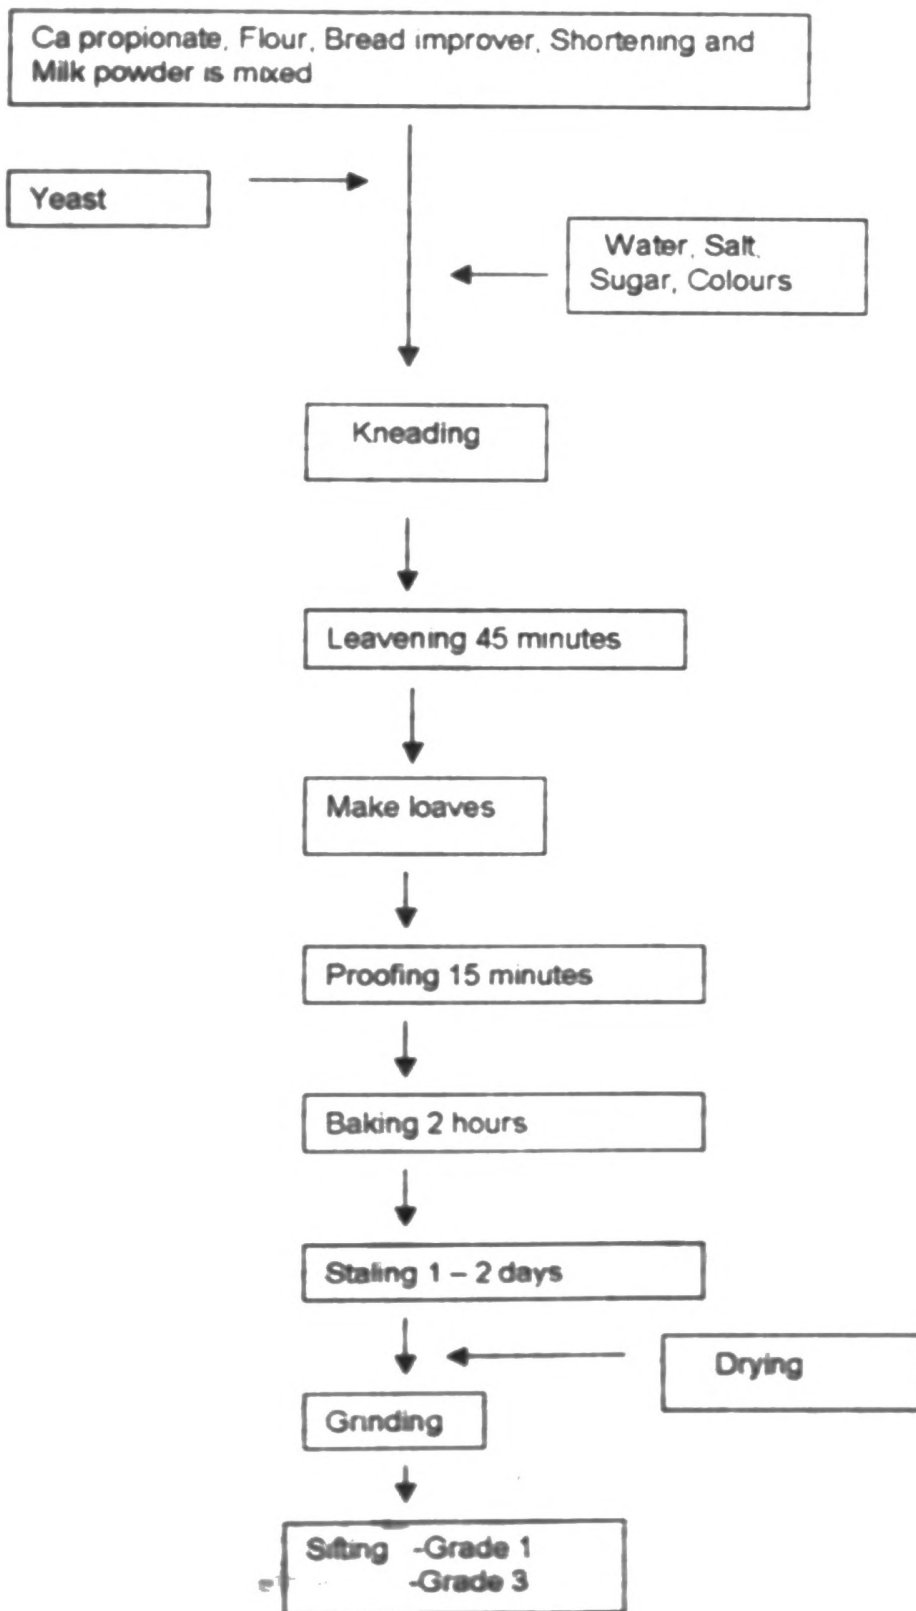 Ca propionate, Flour, Bread improver, Shortening and
Milk powder is mixed
Yeast
Water, Salt,
Sugar, Colours
Kneading
Leavening 45 minutes
Make loaves
Proofing 15 minutes
Baking 2 hours
Staling 1 – 2 days
Drying
Grinding
Sifting -Grade 1
-Grade 3